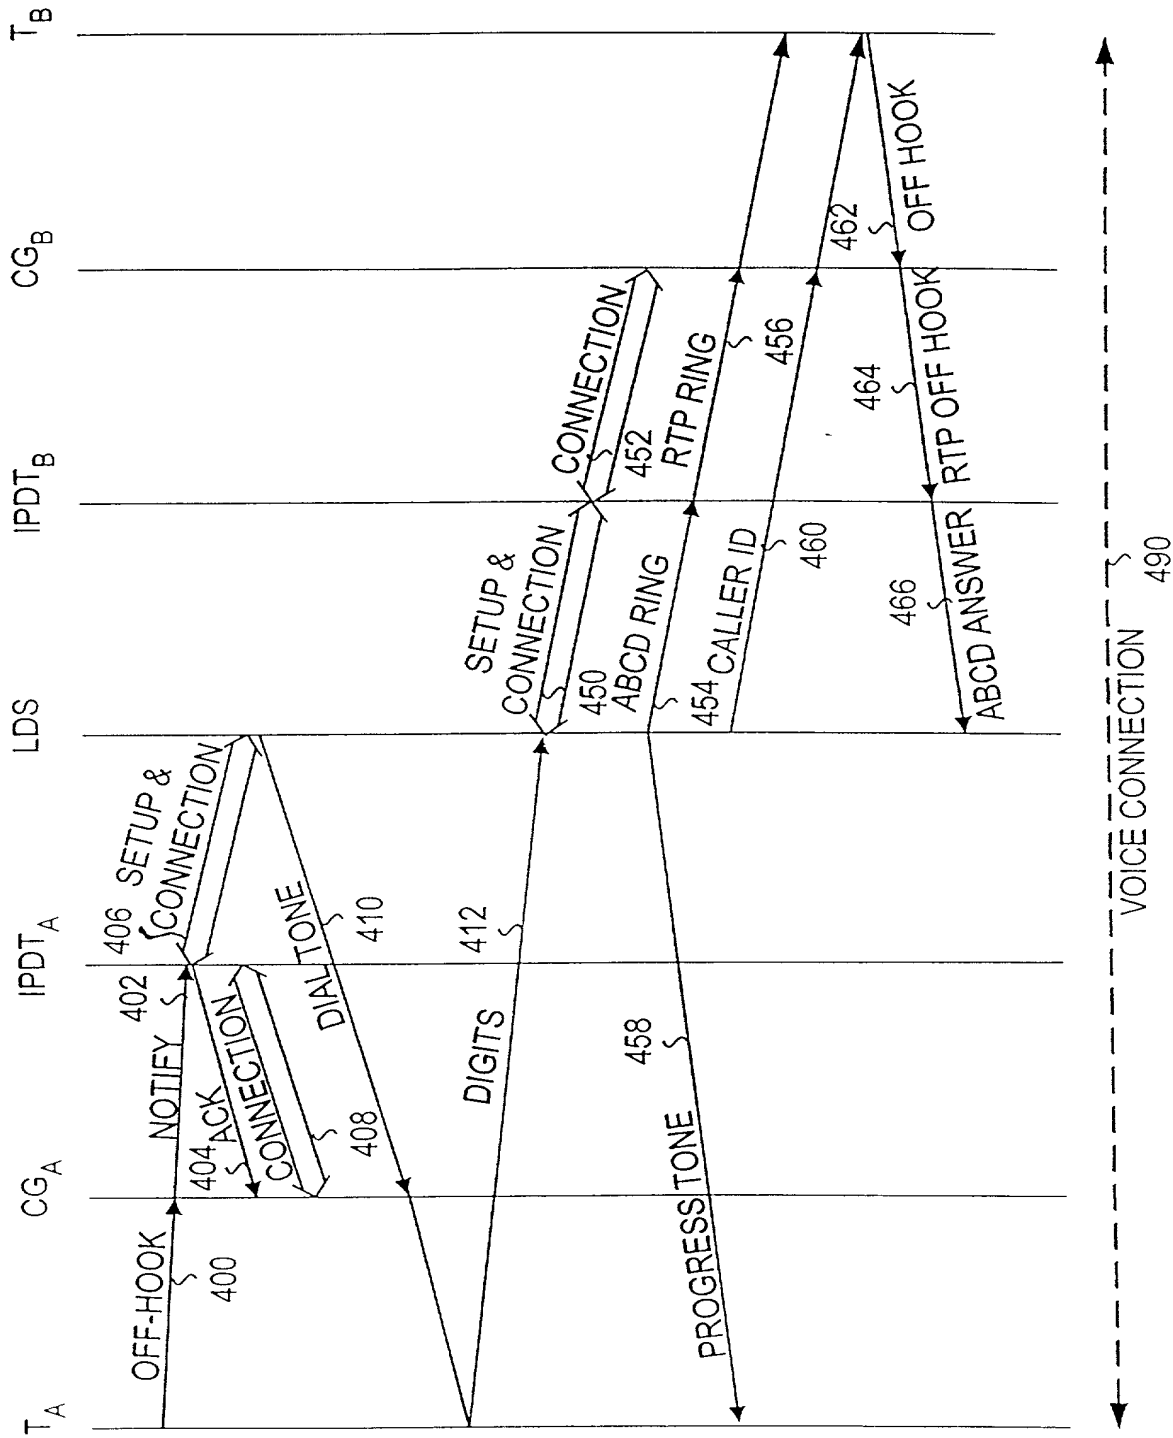 T_A
CG_A
IPDT_A
LDS
IPDT_B
CG_B
T_B
OFF-HOOK
400
NOTIFY
402
404
ACK
406
SETUP &
CONNECTION
CONNECTION
408
DIAL TONE
410
DIGITS
412
SETUP &
CONNECTION
450
CONNECTION
452
ABCD RING
454
RTP RING
456
PROGRESS TONE
458
CALLER ID
460
462
OFF HOOK
464
RTP OFF HOOK
466
ABCD ANSWER
VOICE CONNECTION
490